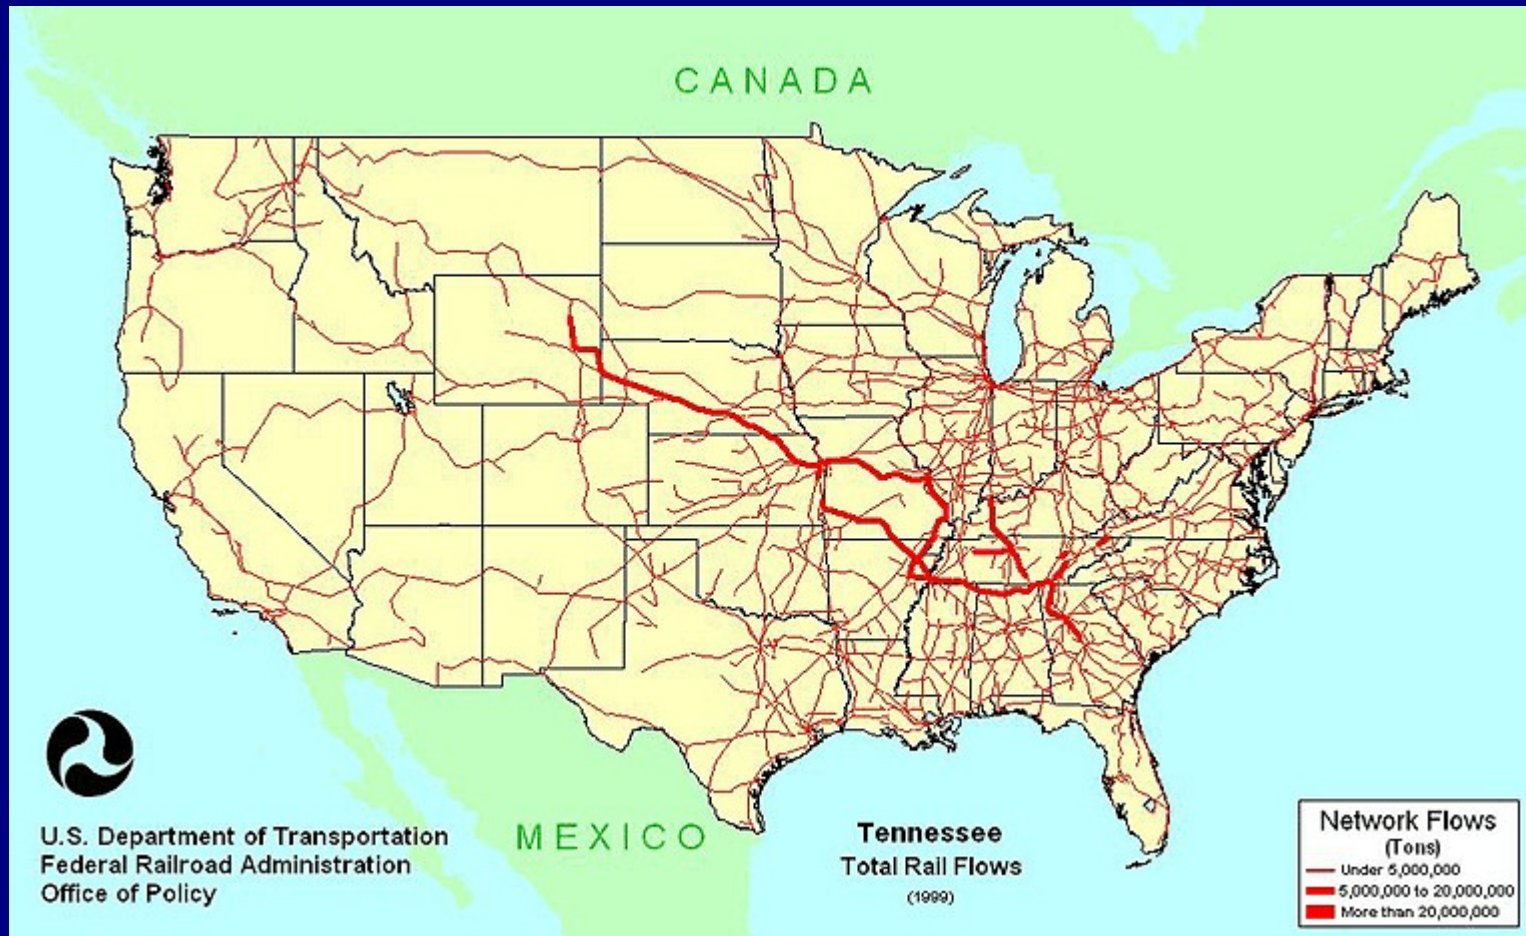 CANADA
MEXICO
U.S. Department of Transportation
Federal Railroad Administration
Office of Policy
Tennessee
Total Rail Flows
(1999)
Network Flows
(Tons)
Under 5,000,000
5,000,000 to 20,000,000
More than 20,000,000